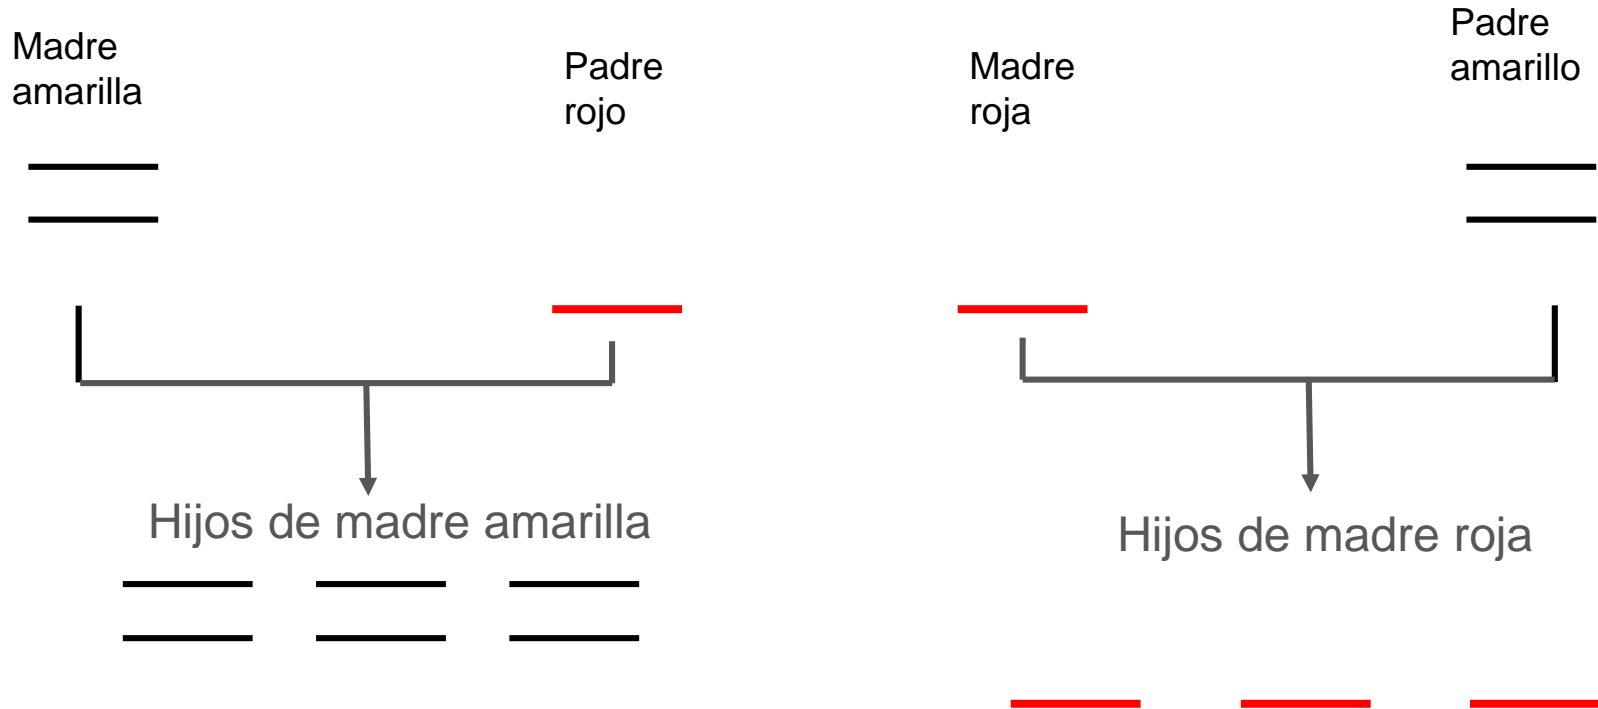 Madre
amarilla
Padre
rojo
Madre
roja
Padre
amarillo
Hijos de madre amarilla
Hijos de madre roja